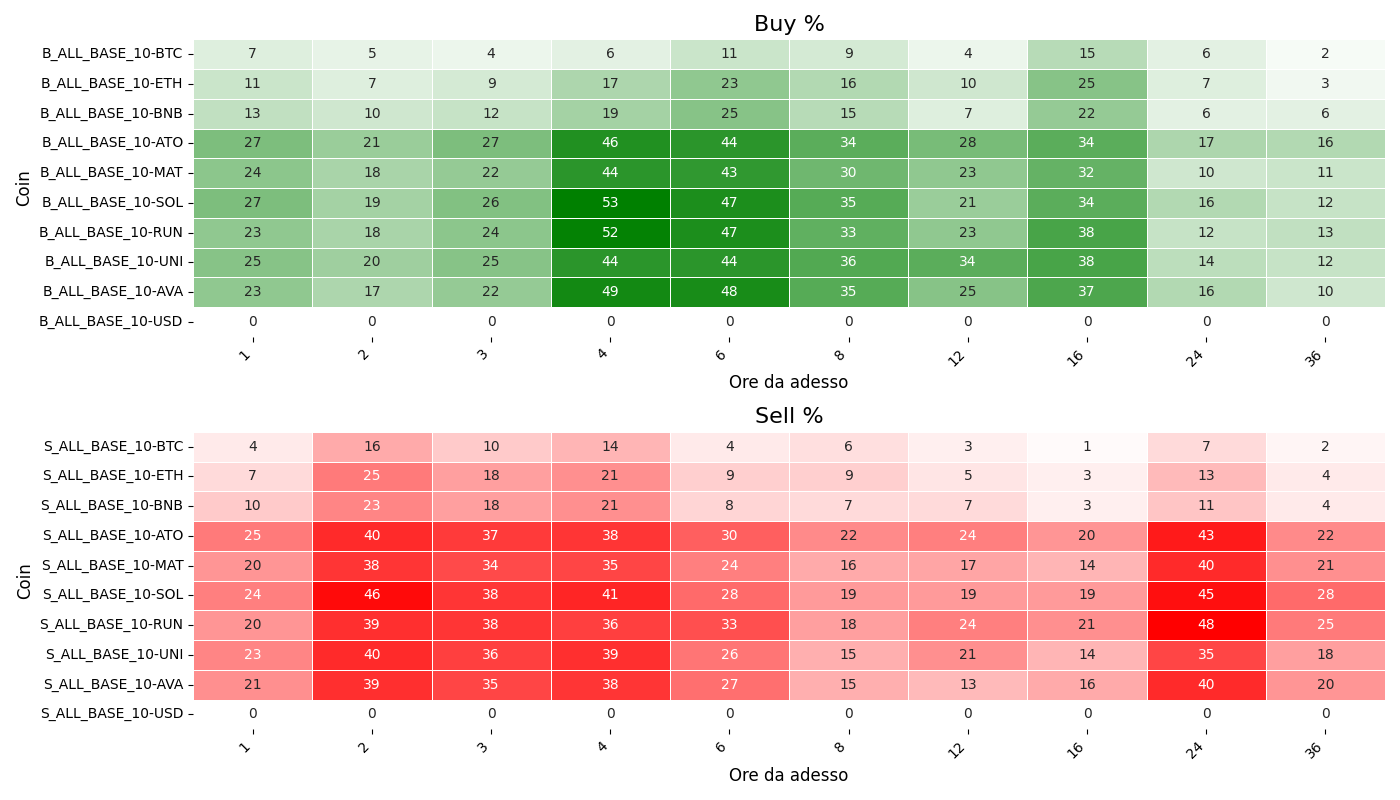 Buy %
Coin
B_ALL_BASE_10-BTC 7 5 4 6 11 9 4 15 6 2
B_ALL_BASE_10-ETH 11 7 9 17 23 16 10 25 7 3
B_ALL_BASE_10-BNB 13 10 12 19 25 15 7 22 6 6
B_ALL_BASE_10-ATO 27 21 27 46 44 34 28 34 17 16
B_ALL_BASE_10-MAT 24 18 22 44 43 30 23 32 10 11
B_ALL_BASE_10-SOL 27 19 26 53 47 35 21 34 16 12
B_ALL_BASE_10-RUN 23 18 24 52 47 33 23 38 12 13
B_ALL_BASE_10-UNI 25 20 25 44 44 36 34 38 14 12
B_ALL_BASE_10-AVA 23 17 22 49 48 35 25 37 16 10
B_ALL_BASE_10-USD 0 0 0 0 0 0 0 0 0 0
1 2 3 4 6 8 12 16 24 36
Ore da adesso
Sell %
Coin
S_ALL_BASE_10-BTC 4 16 10 14 4 6 3 1 7 2
S_ALL_BASE_10-ETH 7 25 18 21 9 9 5 3 13 4
S_ALL_BASE_10-BNB 10 23 18 21 8 7 7 3 11 4
S_ALL_BASE_10-ATO 25 40 37 38 30 22 24 20 43 22
S_ALL_BASE_10-MAT 20 38 34 35 24 16 17 14 40 21
S_ALL_BASE_10-SOL 24 46 38 41 28 19 19 19 45 28
S_ALL_BASE_10-RUN 20 39 38 36 33 18 24 21 48 25
S_ALL_BASE_10-UNI 23 40 36 39 26 15 21 14 35 18
S_ALL_BASE_10-AVA 21 39 35 38 27 15 13 16 40 20
S_ALL_BASE_10-USD 0 0 0 0 0 0 0 0 0 0
1 2 3 4 6 8 12 16 24 36
Ore da adesso